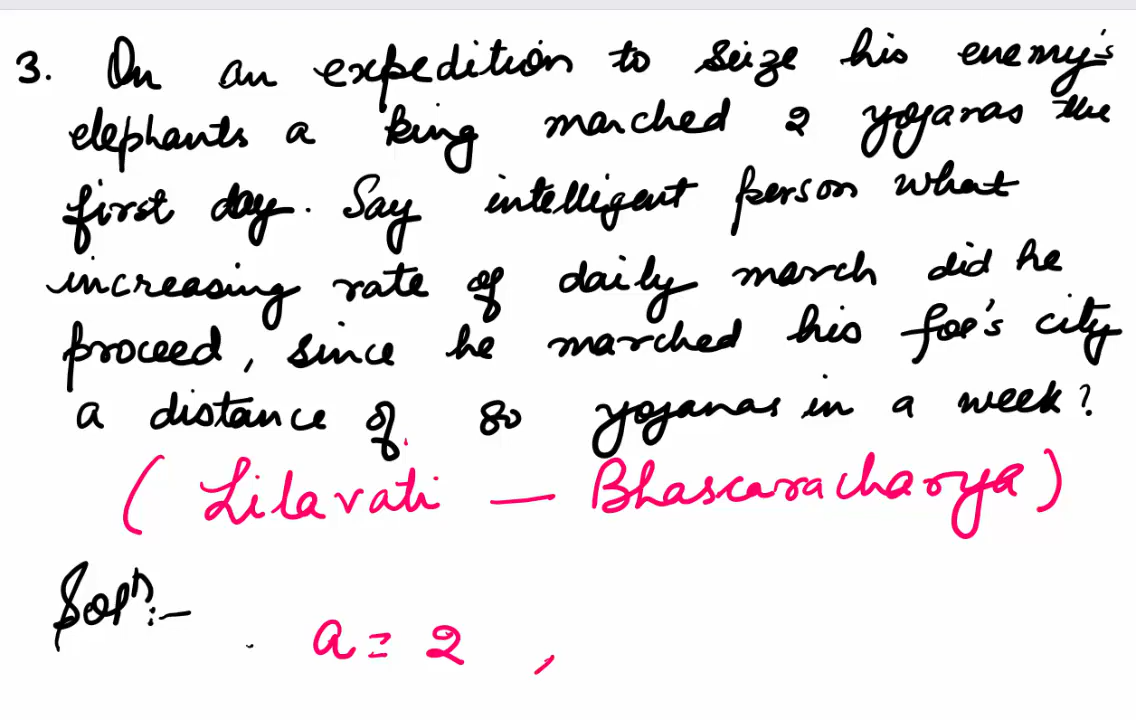 3. On an expedition to seize his enemy's
elephants a king marched 2 yojanas the
first day. Say intelligent person what
increasing rate of daily march did he
proceed, since he marched his foe's city
a distance of 80 yojanas in a week?
( Lilavati — Bhascaracharya )
Solⁿ:-
a = 2 ,